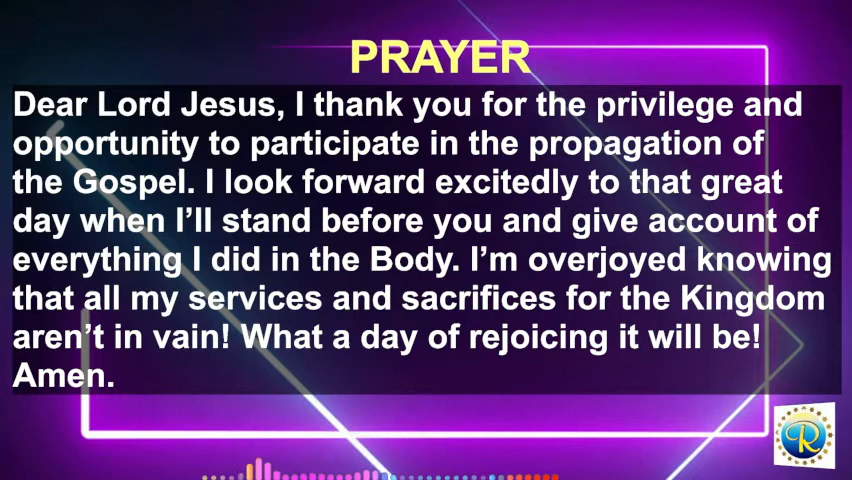 PRAYER
Dear Lord Jesus, I thank you for the privilege and
opportunity to participate in the propagation of
the Gospel. I look forward excitedly to that great
day when I’ll stand before you and give account of
everything I did in the Body. I’m overjoyed knowing
that all my services and sacrifices for the Kingdom
aren’t in vain! What a day of rejoicing it will be!
Amen.
R